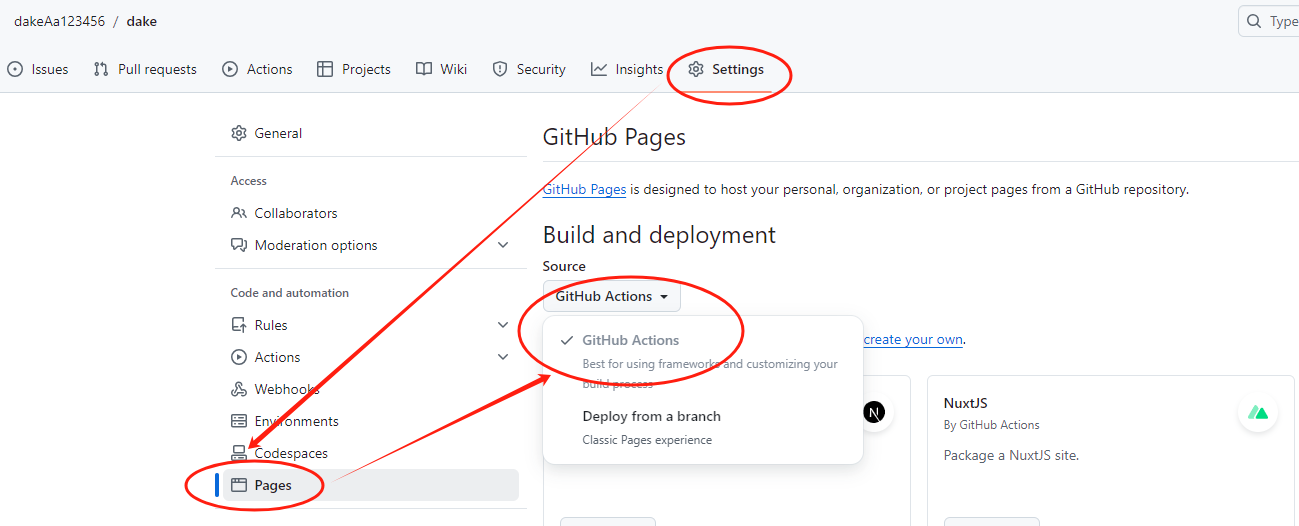 dakeAa123456 / dake
Type
Issues
Pull requests
Actions
Projects
Wiki
Security
Insights
Settings
General
Access
Collaborators
Moderation options
Code and automation
Rules
Actions
Webhooks
Environments
Codespaces
Pages
GitHub Pages
GitHub Pages is designed to host your personal, organization, or project pages from a GitHub repository.
Build and deployment
Source
GitHub Actions
GitHub Actions
Best for using frameworks and customizing your
build process
Deploy from a branch
Classic Pages experience
create your own.
N
NuxtJS
By GitHub Actions
Package a NuxtJS site.